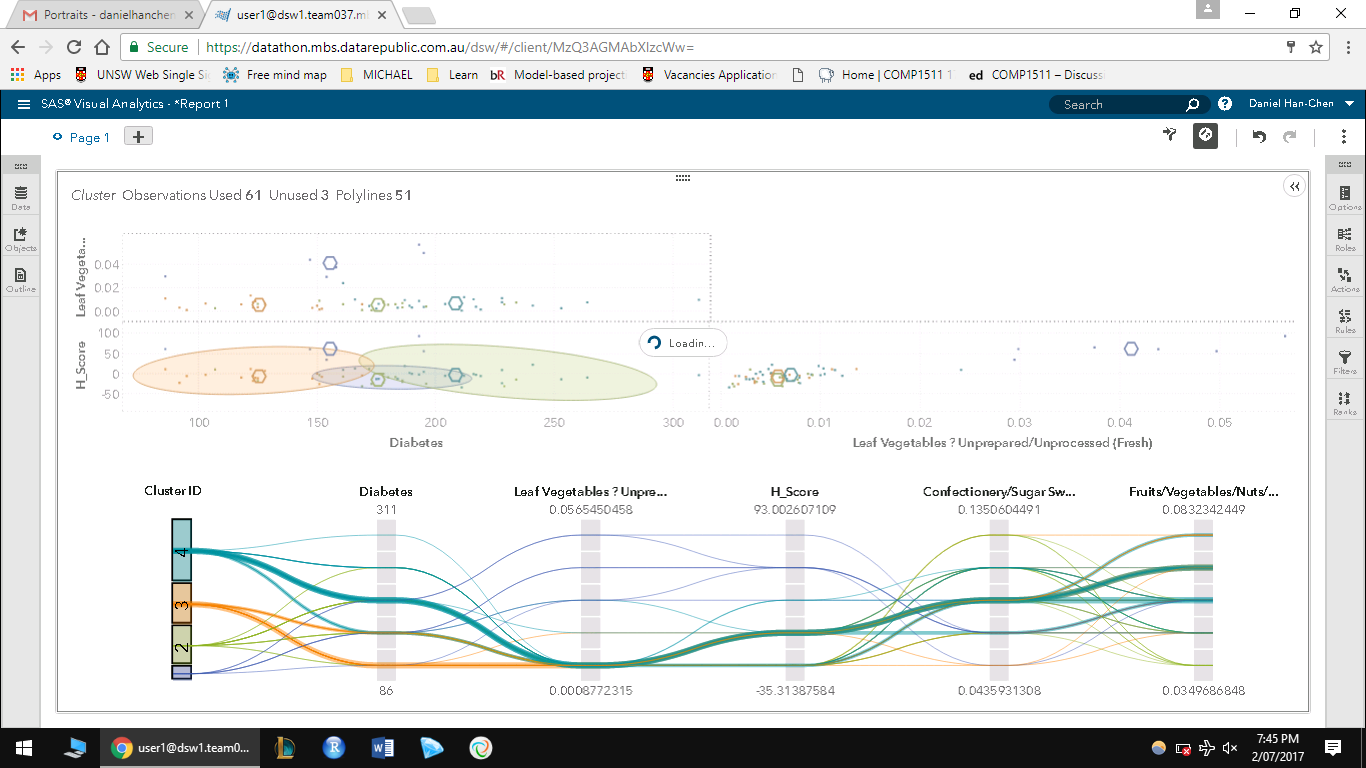 Portraits - danielhanchen
user1@dsw1.team037.m
Secure https://datathon.mbs.datarepublic.com.au/dsw/#/client/MzQ3AGMAbXIzcWw=
Apps UNSW Web Single Si Free mind map MICHAEL Learn bR Model-based project Vacancies Application Home | COMP1511 1 ed COMP1511 – Discuss
SAS® Visual Analytics - *Report 1 Search Daniel Han-Chen
Page 1
Data
Objects
Outline
Options
Roles
Actions
Rules
Filters
Ranks
Cluster Observations Used 61 Unused 3 Polylines 51
Leaf Vegeta...
0.04
0.02
0.00
H_Score
100
50
0
-50
Loadin...
100 150 200 250 300 0.00 0.01 0.02 0.03 0.04 0.05
Diabetes Leaf Vegetables ? Unprepared/Unprocessed (Fresh)
Cluster ID Diabetes Leaf Vegetables ? Unpre... H_Score Confectionery/Sugar Sw... Fruits/Vegetables/Nuts/...
311 0.0565450458 93.002607109 0.1350604491 0.0832342449
4
3
2
86 0.0008772315 -35.31387584 0.0435931308 0.0349686848
user1@dsw1.team0...
7:45 PM
2/07/2017